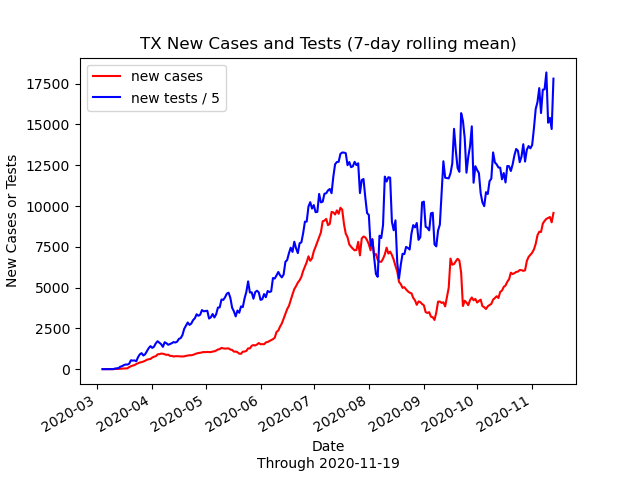 TX New Cases and Tests (7-day rolling mean)
new cases
new tests / 5
New Cases or Tests
17500
15000
12500
10000
7500
5000
2500
0
2020-03
2020-04
2020-05
2020-06
2020-07
2020-08
2020-09
2020-10
2020-11
Date
Through 2020-11-19